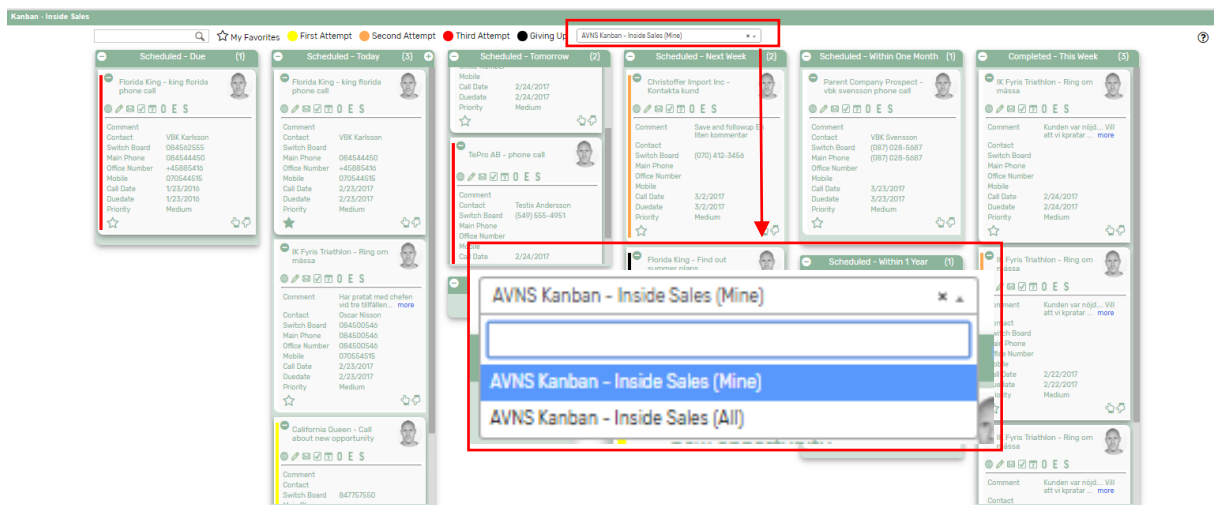 Kanban - Inside Sales
My Favorites First Attempt Second Attempt Third Attempt Giving Up AVNS Kanban - Inside Sales (Mine)
Scheduled - Due (1)
Florida King - king florida
phone call
O E S
Comment
Contact VBK Karlsson
Switch Board 084562555
Main Phone 084544450
Office Number +45885416
Mobile 070544515
Call Date 1/23/2016
Duedate 1/23/2016
Priority Medium
Scheduled - Today (3)
Florida King - king florida
phone call
O E S
Comment
Contact VBK Karlsson
Switch Board
Main Phone 084544450
Office Number +45885416
Mobile 070544515
Call Date 2/23/2017
Duedate 2/23/2017
Priority Medium
IK Fyris Triathlon - Ring om
mässa
O E S
Comment Har pratat med chefen
vid tre tillfällen... more
Contact Oscar Nisson
Switch Board 084500546
Main Phone 084500546
Office Number 084500546
Mobile 070554515
Call Date 2/23/2017
Duedate 2/23/2017
Priority Medium
California Queen - Call
about new opportunity
O E S
Comment
Contact
Switch Board 847757550
Scheduled - Tomorrow (2)
Mobile
Call Date 2/24/2017
Duedate 2/24/2017
Priority Medium
TePro AB - phone call
O E S
Comment
Contact Testix Andersson
Switch Board (549) 555-4951
Main Phone
Office Number
Mobile
Call Date 2/24/2017
Scheduled - Next Week (2)
Christoffer Import Inc -
Kontakta kund
O E S
Comment Save and followup En
liten kommentar
Contact
Switch Board (070) 412-3456
Main Phone
Office Number
Mobile
Call Date 3/2/2017
Duedate 3/2/2017
Priority Medium
Florida King - Find out
summer plans
Scheduled - Within One Month (1)
Parent Company Prospect -
vbk svensson phone call
O E S
Comment
Contact VBK Svensson
Switch Board (087) 028-5687
Main Phone (087) 028-5687
Office Number
Mobile
Call Date 3/23/2017
Duedate 3/23/2017
Priority Medium
Scheduled - Within 1 Year (1)
Completed - This Week (3)
IK Fyris Triathlon - Ring om
mässa
O E S
Comment Kunden var nöjd.... Vill
att vi kpratar ... more
Contact
Switch Board
Main Phone
Office Number
Mobile
Call Date 2/24/2017
Duedate 2/24/2017
Priority Medium
IK Fyris Triathlon - Ring om
mässa
O E S
Kunden var nöjd.... Vill
att vi kpratar ... more
Board
Phone
Number
Date 2/22/2017
2/22/2017
Medium
IK Fyris Triathlon - Ring om
mässa
O E S
Comment Kunden var nöjd.... Vill
att vi kpratar ... more
Contact
AVNS Kanban - Inside Sales (Mine)
AVNS Kanban - Inside Sales (Mine)
AVNS Kanban - Inside Sales (All)